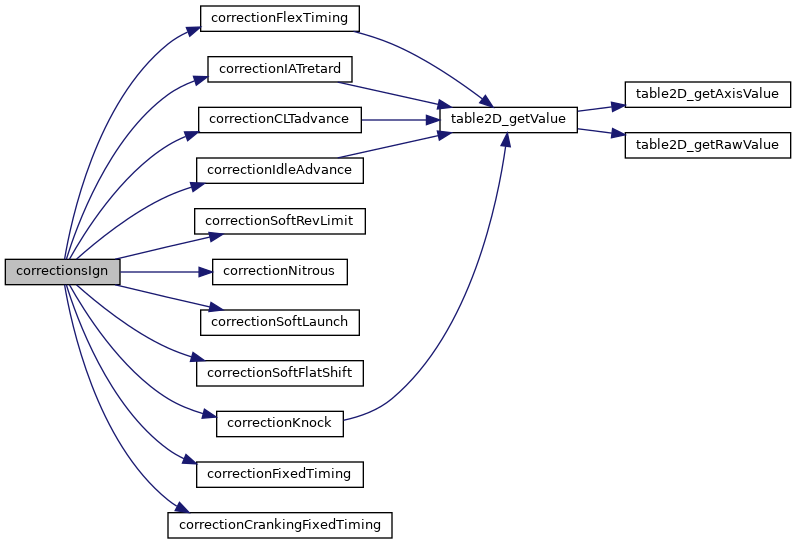 correctionFlexTiming
correctionIATretard
correctionCLTadvance
correctionIdleAdvance
correctionSoftRevLimit
correctionsIgn
correctionNitrous
correctionSoftLaunch
correctionSoftFlatShift
correctionKnock
correctionFixedTiming
correctionCrankingFixedTiming
table2D_getValue
table2D_getAxisValue
table2D_getRawValue